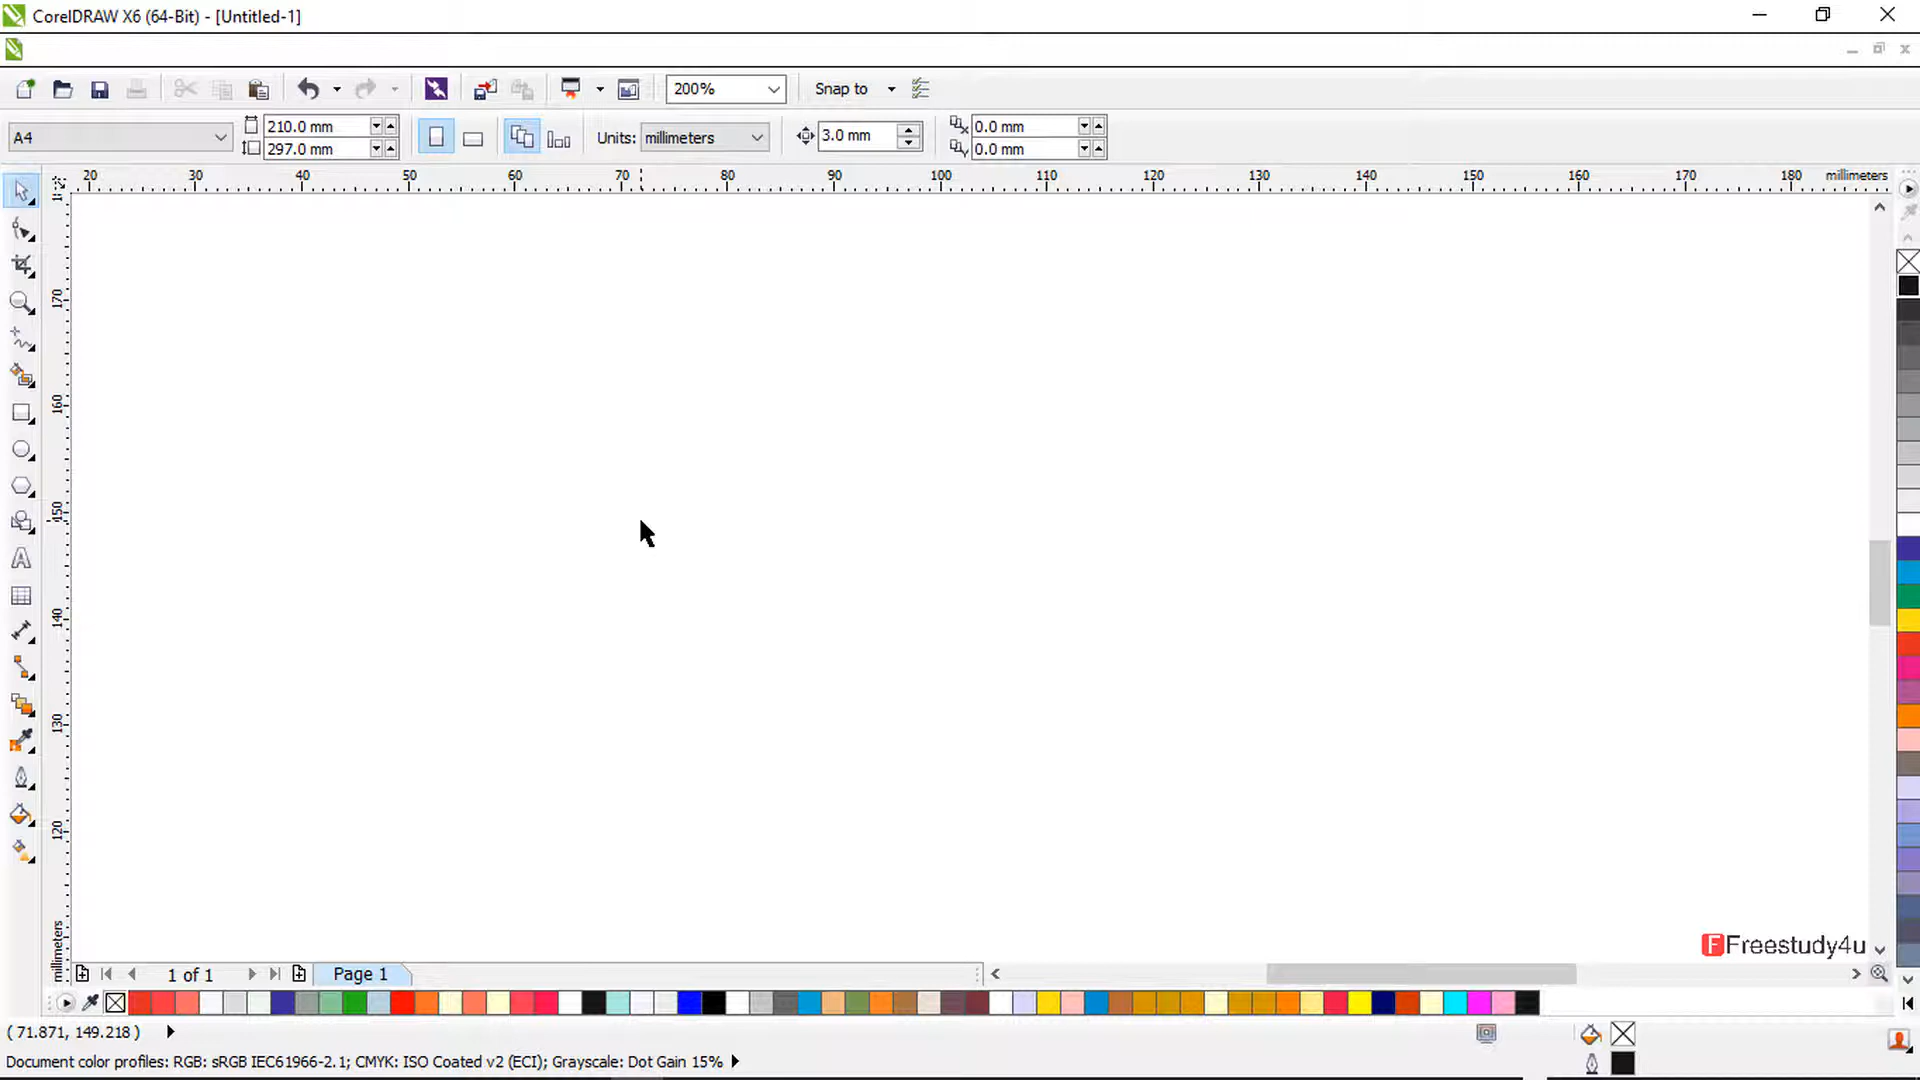 CorelDRAW X6 (64-Bit) - [Untitled-1]
200%
Snap to
A4
210.0 mm
297.0 mm
Units: millimeters
3.0 mm
0.0 mm
0.0 mm
20 30 40 50 60 70 80 90 100 110 120 130 140 150 160 170 180 millimeters
170
160
150
140
130
120
millimeters
A
F Freestudy4u
1 of 1
Page 1
( 71.871, 149.218 )
Document color profiles: RGB: sRGB IEC61966-2.1; CMYK: ISO Coated v2 (ECI); Grayscale: Dot Gain 15%